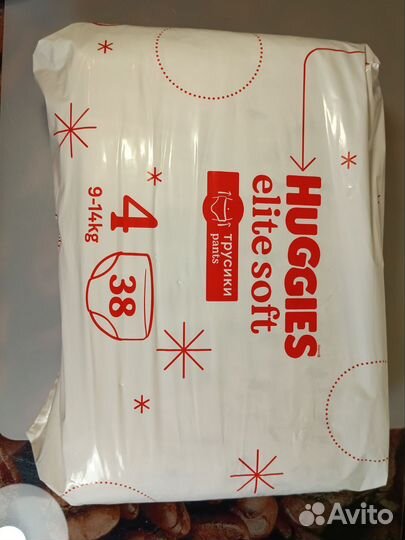 HUGGIES
elite soft
трусики
pants
4
9-14kg
38
Avito